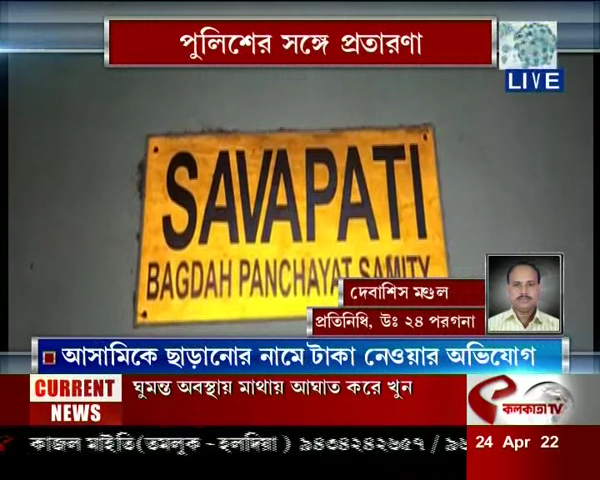 পুলিশের সঙ্গে প্রতারণা
LIVE
SAVAPATI
BAGDAH PANCHAYAT SAMITY
দেবাশিস মণ্ডল
প্রতিনিধি, উঃ ২৪ পরগনা
আসামিকে ছাড়ানোর নামে টাকা নেওয়ার অভিযোগ
CURRENT NEWS
ঘুমন্ত অবস্থায় মাথায় আঘাত করে খুন
কলকাতা TV
কাজল মাইতি(তমলুক - হলদিয়া ) ৯৪৩৪২৪২৬৫৭ / ৯
24 Apr 22